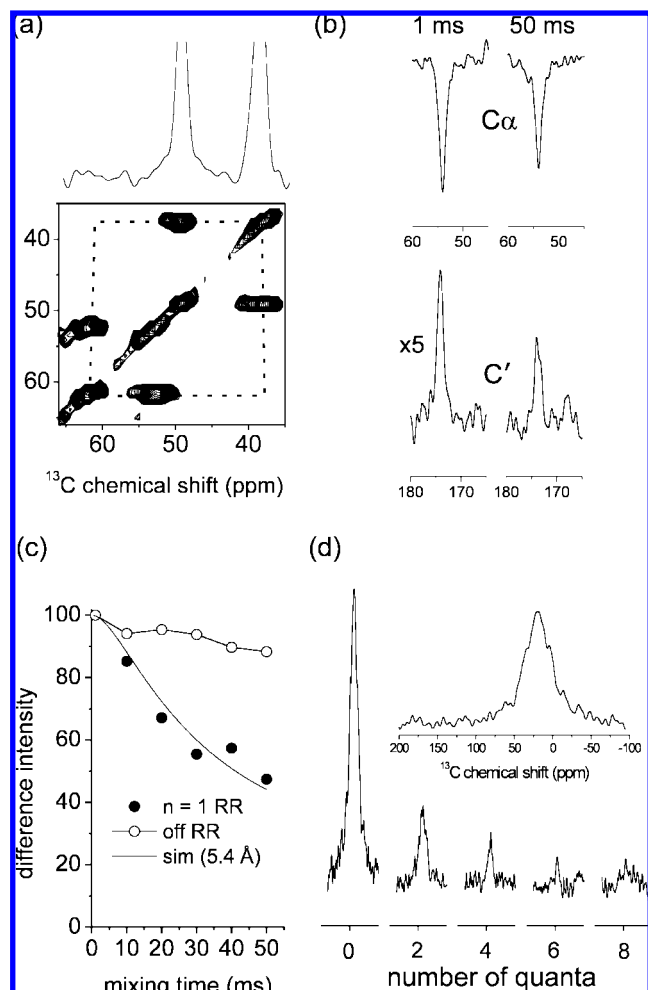 (a)
40
50
60
60 50 40
¹³C chemical shift (ppm)
(b)
1 ms 50 ms
Cα
60 50 60 50
x5
C′
180 170 180 170
(c)
100
80
60
40
20
0
difference intensity
n = 1 RR
off RR
sim (5.4 Å)
0 10 20 30 40 50
mixing time (ms)
(d)
200 150 100 50 0 -50 -100
¹³C chemical shift (ppm)
0 2 4 6 8
number of quanta